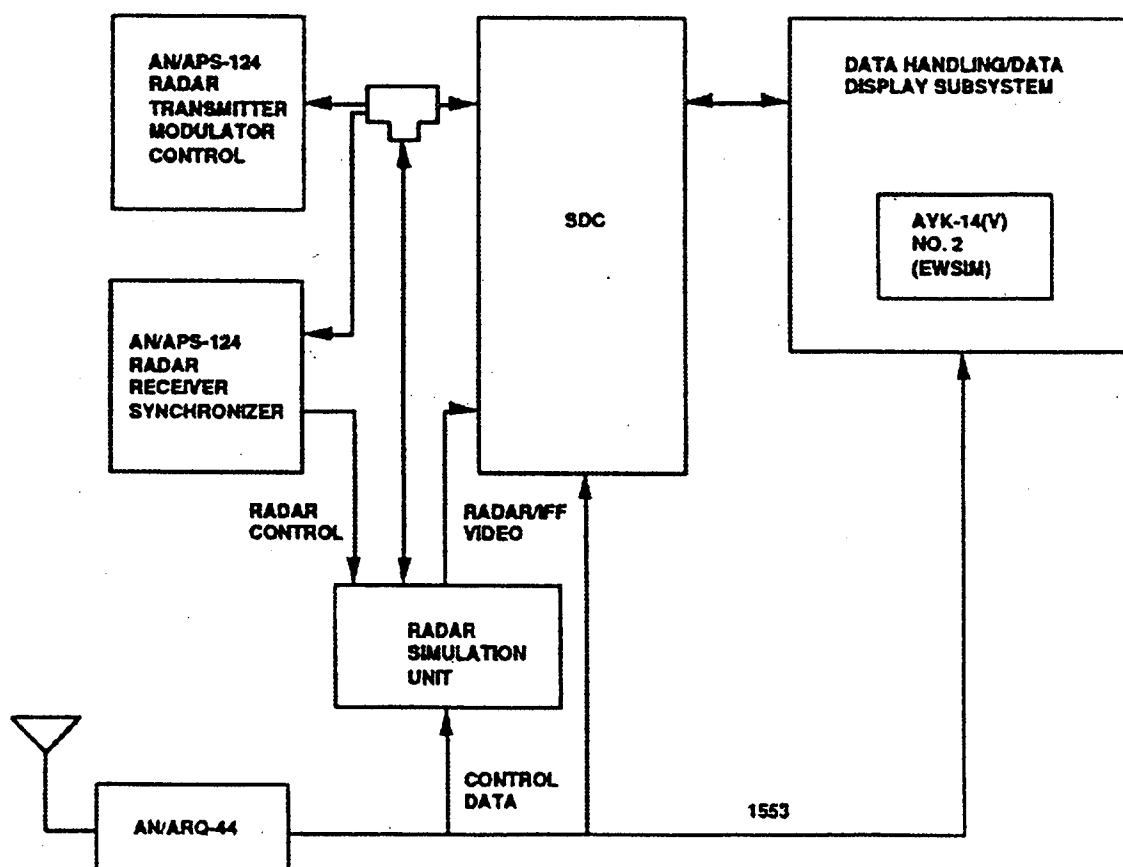 AN/APS-124
RADAR
TRANSMITTER
MODULATOR
CONTROL
SDC
DATA HANDLING/DATA
DISPLAY SUBSYSTEM
AYK-14(V)
NO. 2
(EWSIM)
AN/APS-124
RADAR
RECEIVER
SYNCHRONIZER
RADAR
CONTROL
RADAR/IFF
VIDEO
RADAR
SIMULATION
UNIT
CONTROL
DATA
1553
AN/ARQ-44